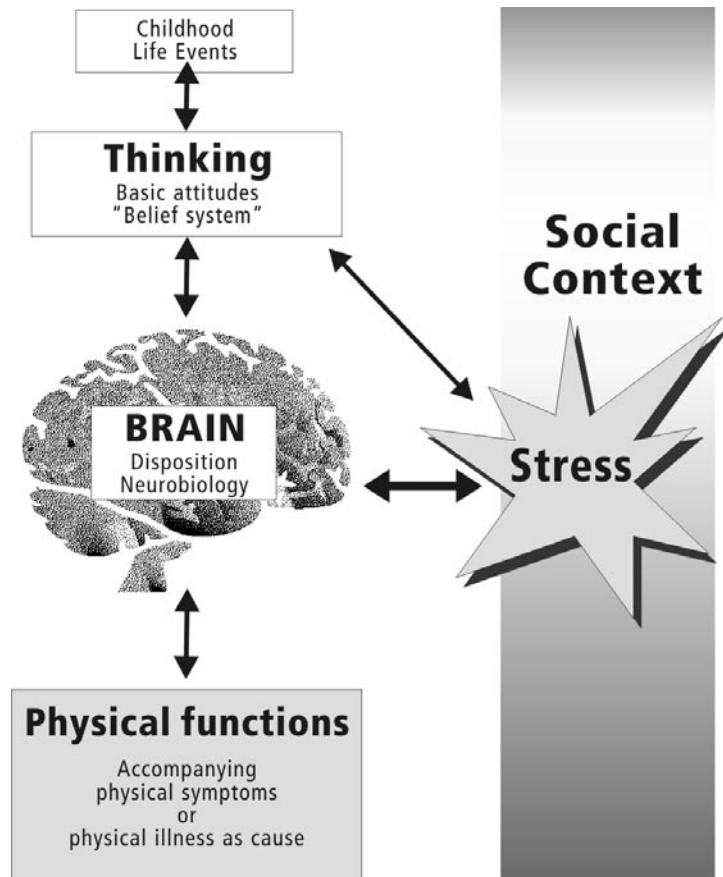 Childhood
Life Events
Thinking
Basic attitudes
"Belief system"
Social
Context
BRAIN
Disposition
Neurobiology
Stress
Physical functions
Accompanying
physical symptoms
or
physical illness as cause